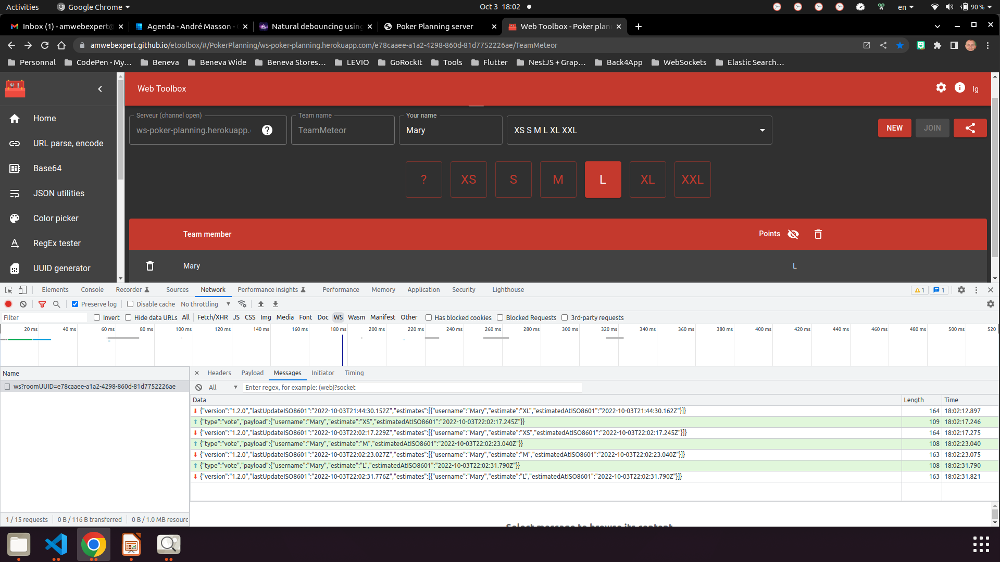 Activities Google Chrome Oct 3 18:02 en 90 %
Inbox (1) - amwebexpert@ Agenda - André Masson - Natural debouncing using Poker Planning server Web Toolbox - Poker plan
amwebexpert.github.io/etoolbox/#/PokerPlanning/ws-poker-planning.herokuapp.com/e78caaee-a1a2-4298-860d-81d7752226ae/TeamMeteor
Personnal CodePen - My… Beneva Beneva Wide Beneva Stores… LEVIO GoRockIt Tools Flutter NestJS + Grap… Back4App WebSockets Elastic Search…
Web Toolbox lg
Home
URL parse, encode
Base64
JSON utilities
Color picker
RegEx tester
UUID generator
Serveur (channel open) Team name Your name
ws-poker-planning.herokuapp. TeamMeteor Mary XS S M L XL XXL NEW JOIN
? XS S M L XL XXL
Team member Points
Mary L
Elements Console Recorder Sources Network Performance insights Performance Memory Application Security Lighthouse 1 1
Preserve log Disable cache No throttling
Filter Invert Hide data URLs All Fetch/XHR JS CSS Img Media Font Doc WS Wasm Manifest Other Has blocked cookies Blocked Requests 3rd-party requests
20 ms 40 ms 60 ms 80 ms 100 ms 120 ms 140 ms 160 ms 180 ms 200 ms 220 ms 240 ms 260 ms 280 ms 300 ms 320 ms 340 ms 360 ms 380 ms 400 ms 420 ms 440 ms 460 ms 480 ms 500 ms 520
Name
ws?roomUUID=e78caaee-a1a2-4298-860d-81d7752226ae
Headers Payload Messages Initiator Timing
All Enter regex, for example: (web)?socket
Data Length Time
{"version":"1.2.0","lastUpdateISO8601":"2022-10-03T21:44:30.152Z","estimates":[{"username":"Mary","estimate":"XL","estimatedAtISO8601":"2022-10-03T21:44:30.162Z"}]} 164 18:02:12.897
{"type":"vote","payload":{"username":"Mary","estimate":"XS","estimatedAtISO8601":"2022-10-03T22:02:17.245Z"}} 109 18:02:17.246
{"version":"1.2.0","lastUpdateISO8601":"2022-10-03T22:02:17.229Z","estimates":[{"username":"Mary","estimate":"XS","estimatedAtISO8601":"2022-10-03T22:02:17.245Z"}]} 164 18:02:17.275
{"type":"vote","payload":{"username":"Mary","estimate":"M","estimatedAtISO8601":"2022-10-03T22:02:23.040Z"}} 108 18:02:23.040
{"version":"1.2.0","lastUpdateISO8601":"2022-10-03T22:02:23.027Z","estimates":[{"username":"Mary","estimate":"M","estimatedAtISO8601":"2022-10-03T22:02:23.040Z"}]} 163 18:02:23.075
{"type":"vote","payload":{"username":"Mary","estimate":"L","estimatedAtISO8601":"2022-10-03T22:02:31.790Z"}} 108 18:02:31.790
{"version":"1.2.0","lastUpdateISO8601":"2022-10-03T22:02:31.776Z","estimates":[{"username":"Mary","estimate":"L","estimatedAtISO8601":"2022-10-03T22:02:31.790Z"}]} 163 18:02:31.821
1 / 15 requests 0 B / 116 B transferred 0 B / 1.0 MB resourc
Select message to browse its content